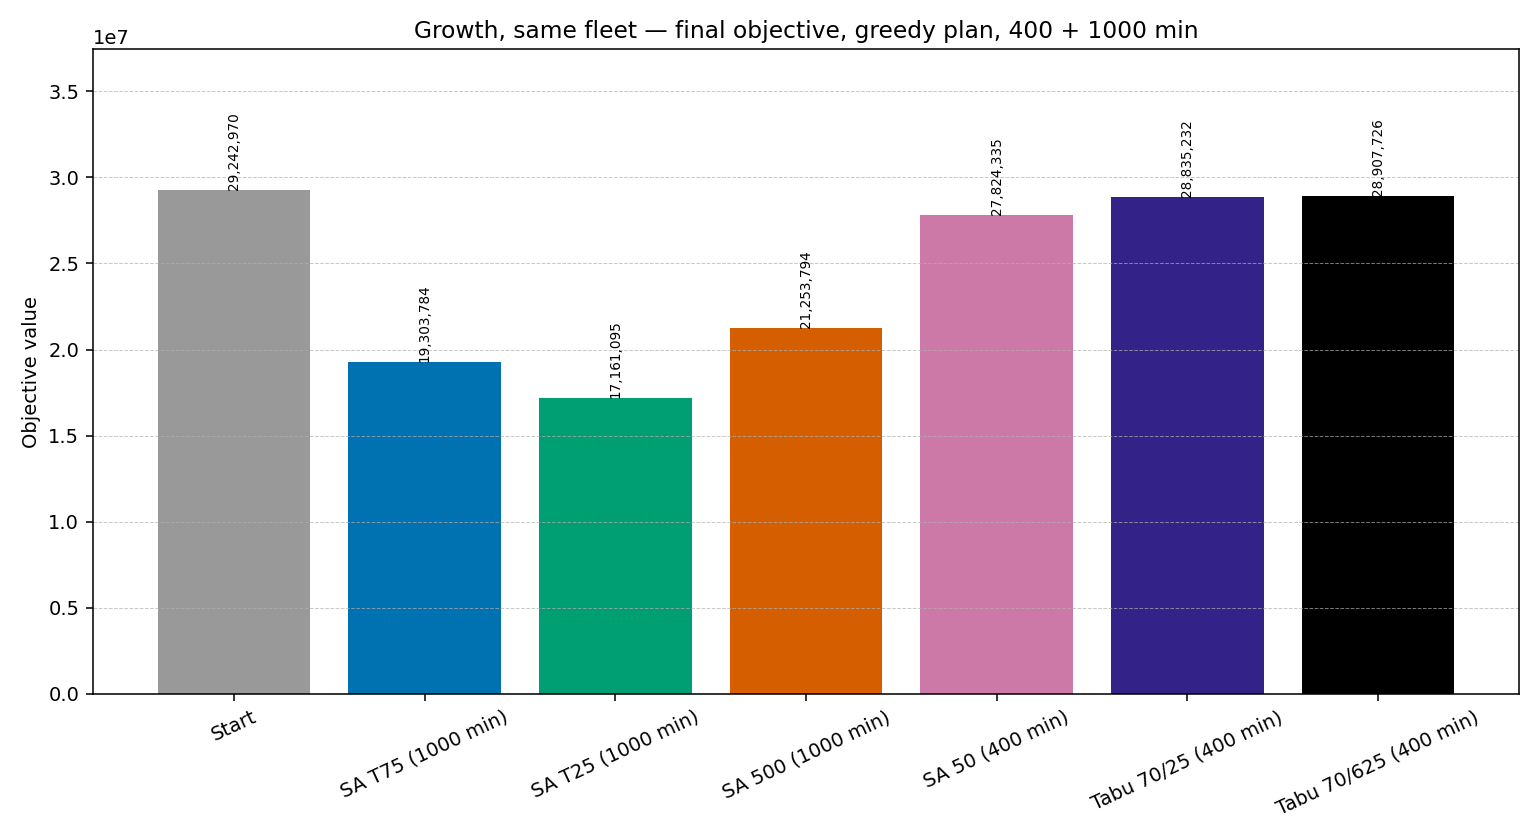 Growth, same fleet — final objective, greedy plan, 400 + 1000 min
1e7
Objective value
3.5
3.0
2.5
2.0
1.5
1.0
0.5
0.0
29,242,970
19,303,784
17,161,095
21,253,794
27,824,335
28,835,232
28,907,726
Start
SA T75 (1000 min)
SA T25 (1000 min)
SA 500 (1000 min)
SA 50 (400 min)
Tabu 70/25 (400 min)
Tabu 70/625 (400 min)